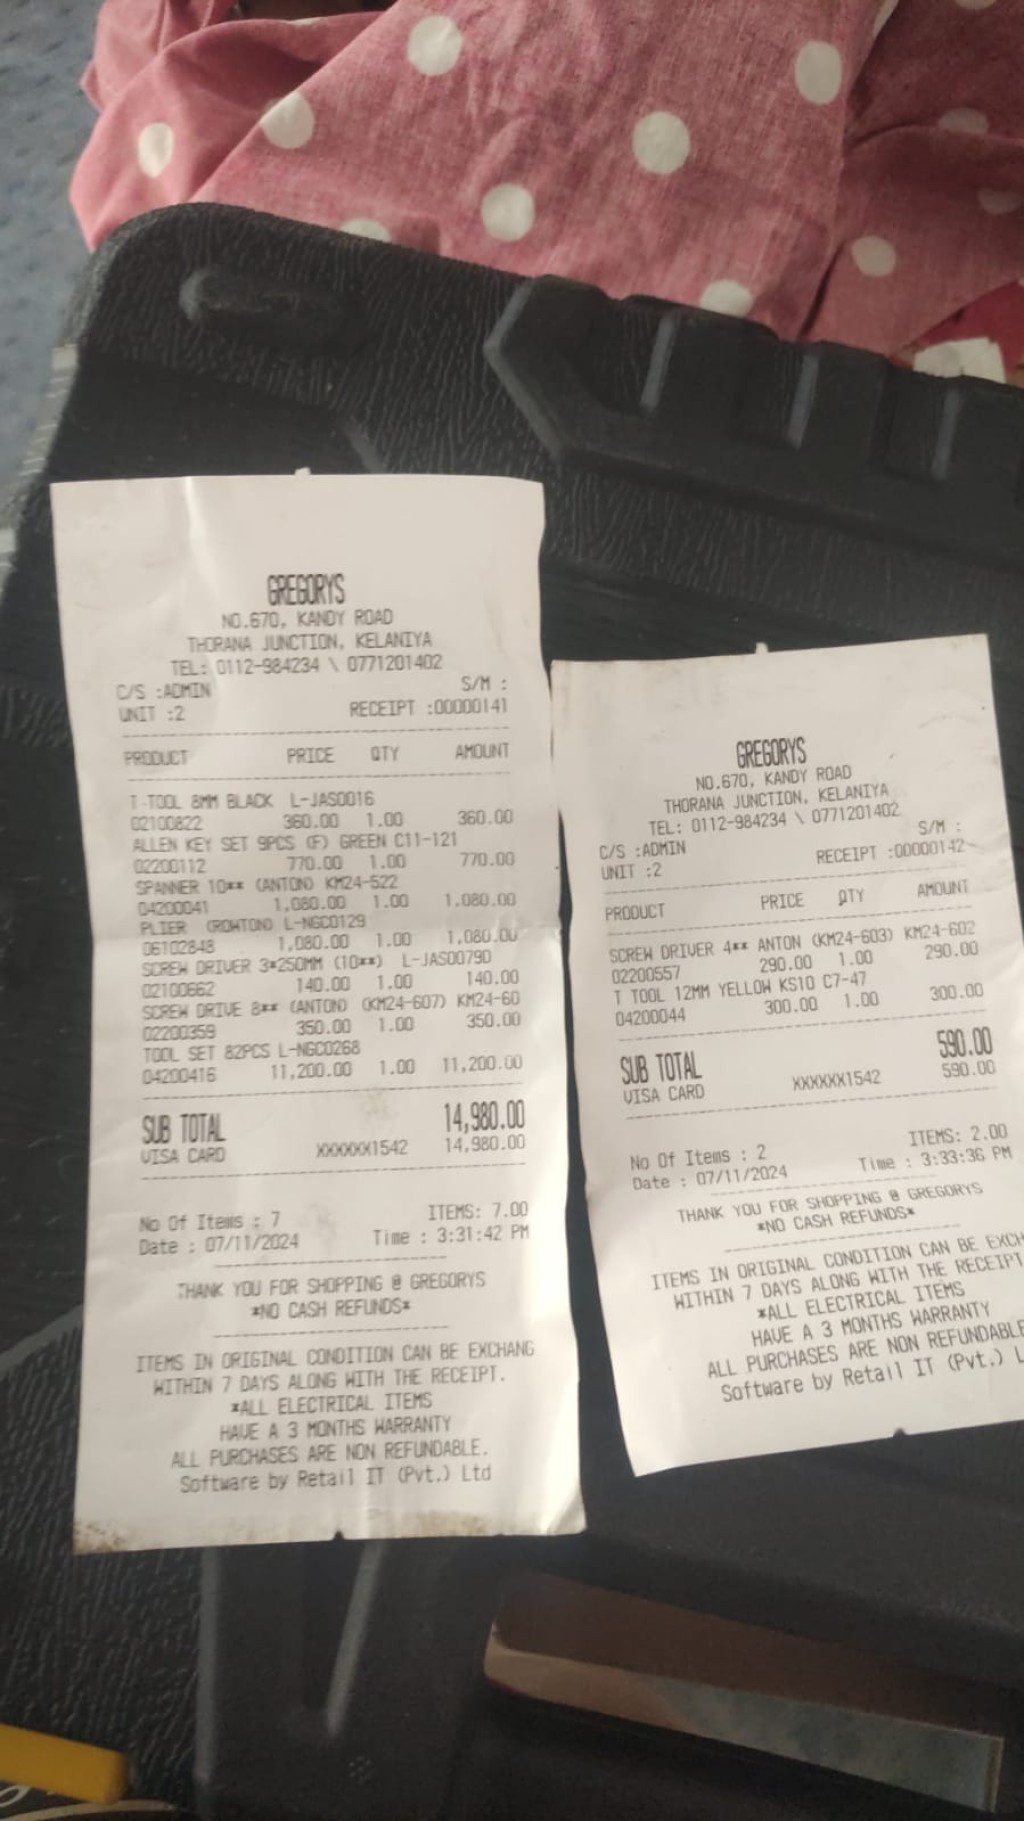 GREGORYS
NO.670, KANDY ROAD
THORANA JUNCTION, KELANIYA
TEL: 0112-984234 \ 0771201402
C/S :ADMIN S/M :
UNIT :2 RECEIPT :00000141
PRODUCT PRICE QTY AMOUNT
T-TOOL 8MM BLACK L-JAS0016
02100822 360.00 1.00 360.00
ALLEN KEY SET 9PCS (F) GREEN C11-121
02200112 770.00 1.00 770.00
SPANNER 10** (ANTON) KM24-522
04200041 1,080.00 1.00 1,080.00
PLIER (ROWTON) L-NGC0129
06102848 1,080.00 1.00 1,080.00
SCREW DRIVER 3*250MM (10**) L-JAS00790
02100662 140.00 1.00 140.00
SCREW DRIVE 8** (ANTON) (KM24-607) KM24-60
02200359 350.00 1.00 350.00
TOOL SET 82PCS L-NGC0268
04200416 11,200.00 1.00 11,200.00
SUB TOTAL 14,980.00
VISA CARD XXXXXX1542 14,980.00
No Of Items : 7 ITEMS: 7.00
Date : 07/11/2024 Time : 3:31:42 PM
THANK YOU FOR SHOPPING @ GREGORYS
*NO CASH REFUNDS*
ITEMS IN ORIGINAL CONDITION CAN BE EXCHANG
WITHIN 7 DAYS ALONG WITH THE RECEIPT.
*ALL ELECTRICAL ITEMS
HAVE A 3 MONTHS WARRANTY
ALL PURCHASES ARE NON REFUNDABLE.
Software by Retail IT (Pvt.) Ltd
GREGORYS
NO.670, KANDY ROAD
THORANA JUNCTION, KELANIYA
TEL: 0112-984234 \ 0771201402
C/S :ADMIN S/M :
UNIT :2 RECEIPT :00000142
PRODUCT PRICE QTY AMOUNT
SCREW DRIVER 4** ANTON (KM24-603) KM24-602
02200557 290.00 1.00 290.00
T TOOL 12MM YELLOW KS10 C7-47
04200044 300.00 1.00 300.00
SUB TOTAL 590.00
VISA CARD XXXXXX1542 590.00
No Of Items : 2 ITEMS: 2.00
Date : 07/11/2024 Time : 3:33:36 PM
THANK YOU FOR SHOPPING @ GREGORYS
*NO CASH REFUNDS*
ITEMS IN ORIGINAL CONDITION CAN BE EXCH
WITHIN 7 DAYS ALONG WITH THE RECEIPT
*ALL ELECTRICAL ITEMS
HAVE A 3 MONTHS WARRANTY
ALL PURCHASES ARE NON REFUNDABLE
Software by Retail IT (Pvt.) L